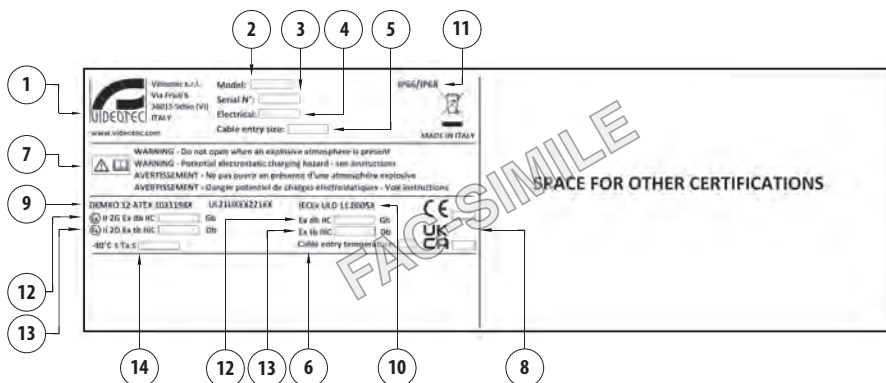 2
3
4
5
11
1
VIDEOTEC
Videotec s.r.l.
Via Friuli 6
36015 Schio (VI)
ITALY
www.videotec.com
Model:
Serial N°:
Electrical:
Cable entry size:
IP66/IP68
MADE IN ITALY
7
WARNING - Do not open when an explosive atmosphere is present
WARNING - Potential electrostatic charging hazard - see instructions
AVERTISSEMENT - Ne pas ouvrir en présence d'une atmosphère explosive
AVERTISSEMENT - Danger potentiel de charges électrostatiques - Voir instructions
SPACE FOR OTHER CERTIFICATIONS
FAC-SIMILE
9
DEMKO 12 ATEX
IECEx ULD
CE
12
II 2G Ex db IIC Gb
Ex db IIC Gb
UK
CA
13
II 2D Ex tb IIIC Db
Ex tb IIIC Db
-40°C ≤ Ta ≤
Cable entry temperature
14
12
13
6
10
8